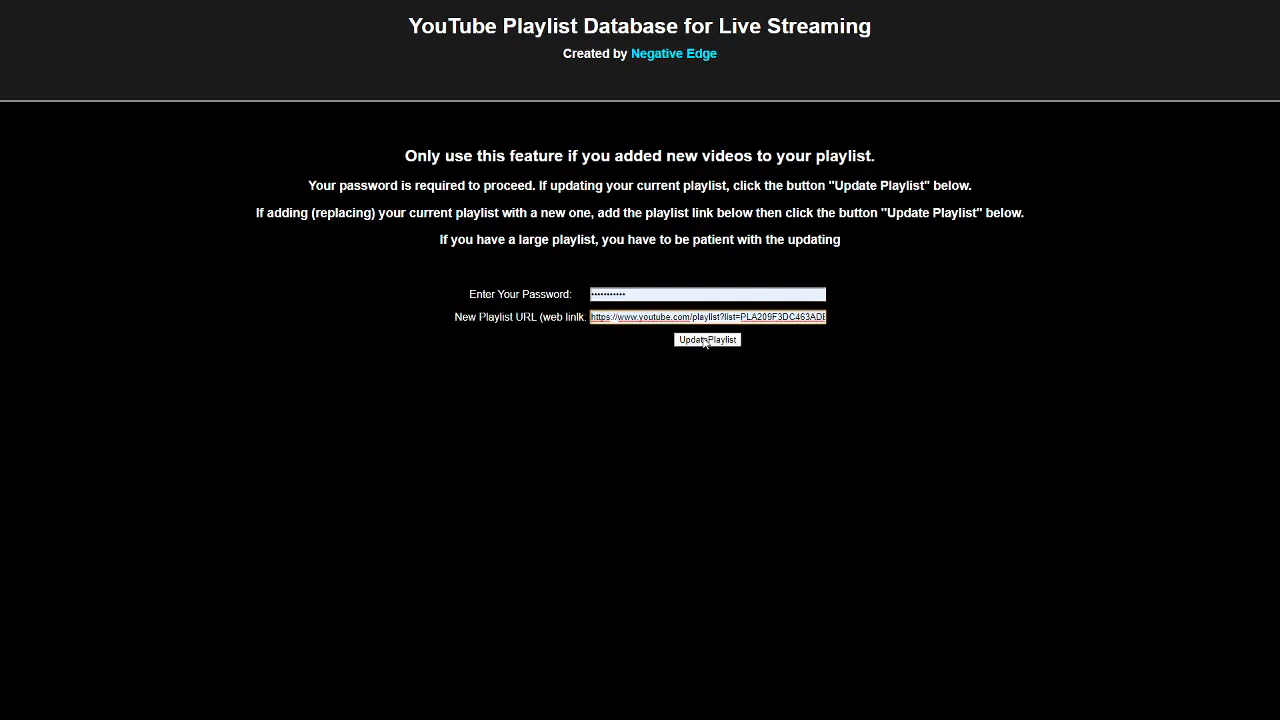 YouTube Playlist Database for Live Streaming
Created by Negative Edge
Only use this feature if you added new videos to your playlist.
Your password is required to proceed. If updating your current playlist, click the button "Update Playlist" below.
If adding (replacing) your current playlist with a new one, add the playlist link below then click the button "Update Playlist" below.
If you have a large playlist, you have to be patient with the updating
Enter Your Password: •••••••••••
New Playlist URL (web link: https://www.youtube.com/playlist?list=PLA209F3DC463ADE
Update Playlist